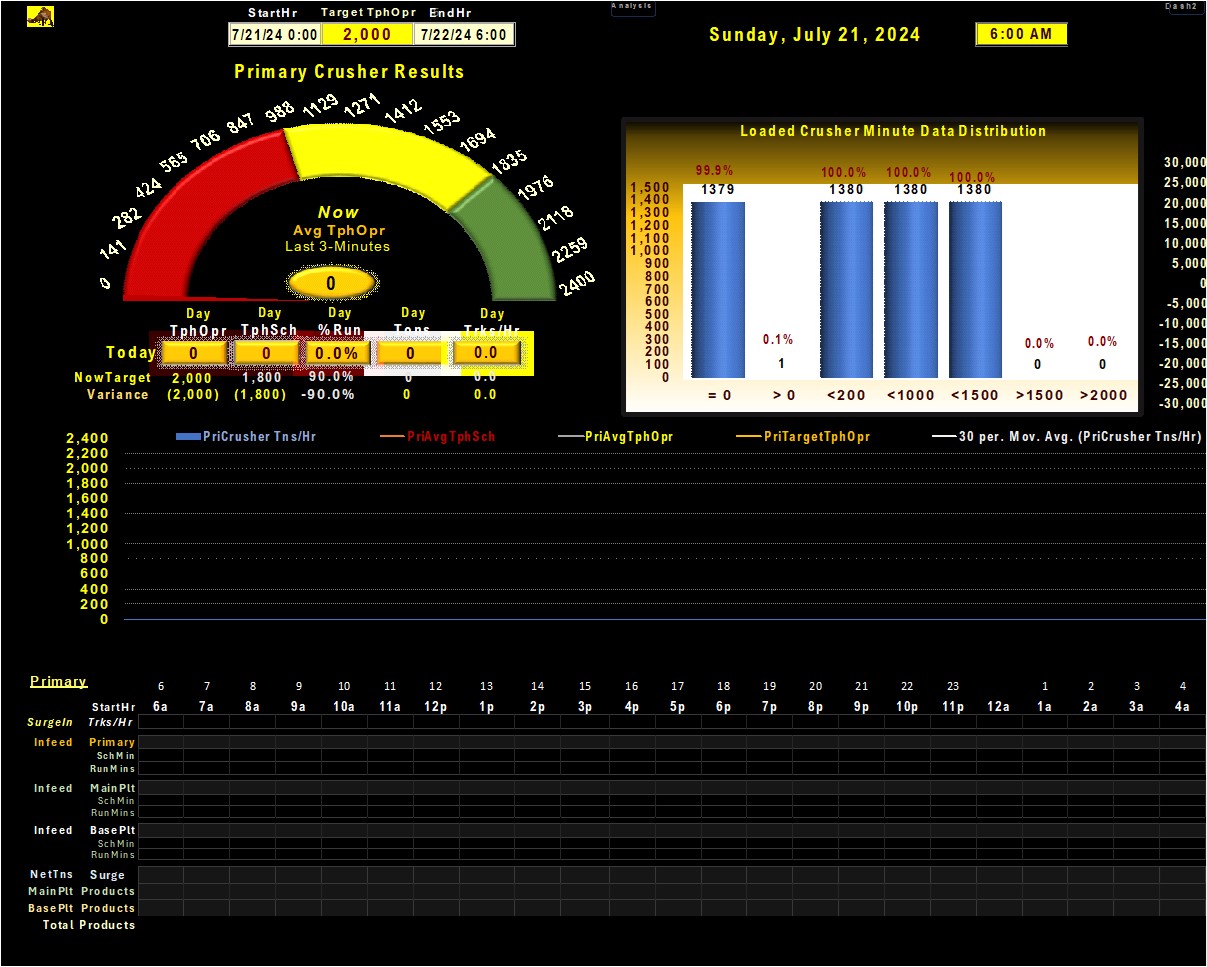 StartHr Target TphOpr EndHr
7/21/24 0:00 2,000 7/22/24 6:00
Analysis
Dash2
Sunday, July 21, 2024 6:00 AM
Primary Crusher Results
0 141 282 424 565 706 847 988 1129 1271 1412 1553 1694 1835 1976 2118 2259 2400
Now
Avg TphOpr
Last 3-Minutes
0
Day Day Day Day Day
TphOpr TphSch %Run Tons Trks/Hr
Today 0 0 0.0% 0 0.0
NowTarget 2,000 1,800 90.0% 0 0.0
Variance (2,000) (1,800) -90.0% 0 0.0
Loaded Crusher Minute Data Distribution
99.9% 100.0% 100.0% 100.0%
1379 1380 1380 1380
0.1% 0.0% 0.0%
1 0 0
1,500
1,400
1,300
1,200
1,100
1,000
900
800
700
600
500
400
300
200
100
0
= 0 > 0 <200 <1000 <1500 >1500 >2000
30,000
25,000
20,000
15,000
10,000
5,000
0
-5,000
-10,000
-15,000
-20,000
-25,000
-30,000
PriCrusher Tns/Hr PriAvgTphSch PriAvgTphOpr PriTargetTphOpr 30 per. Mov. Avg. (PriCrusher Tns/Hr)
2,400
2,200
2,000
1,800
1,600
1,400
1,200
1,000
800
600
400
200
0
Primary 6 7 8 9 10 11 12 13 14 15 16 17 18 19 20 21 22 23 1 2 3 4
StartHr 6a 7a 8a 9a 10a 11a 12p 1p 2p 3p 4p 5p 6p 7p 8p 9p 10p 11p 12a 1a 2a 3a 4a
SurgeIn Trks/Hr
Infeed Primary
SchMin
RunMins
Infeed MainPlt
SchMin
RunMins
Infeed BasePlt
SchMin
RunMins
NetTns Surge
MainPlt Products
BasePlt Products
Total Products